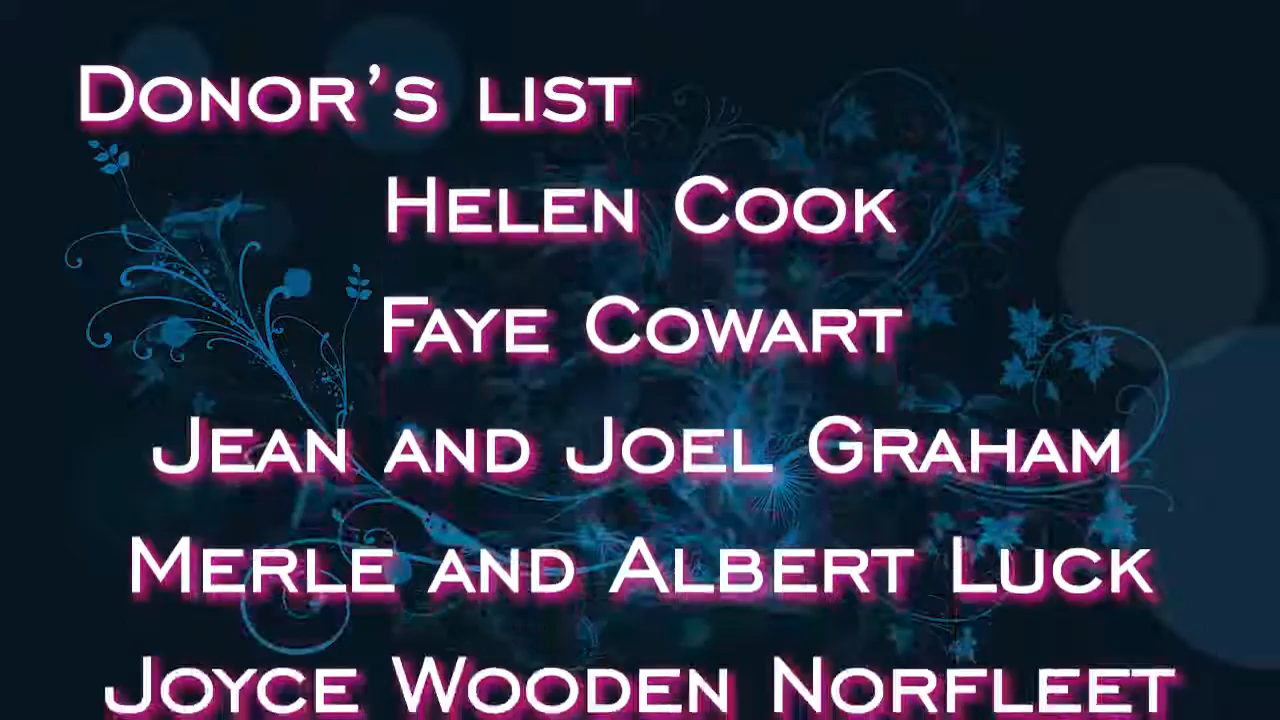 Donor's list
Helen Cook
Faye Cowart
Jean and Joel Graham
Merle and Albert Luck
Joyce Wooden Norfleet